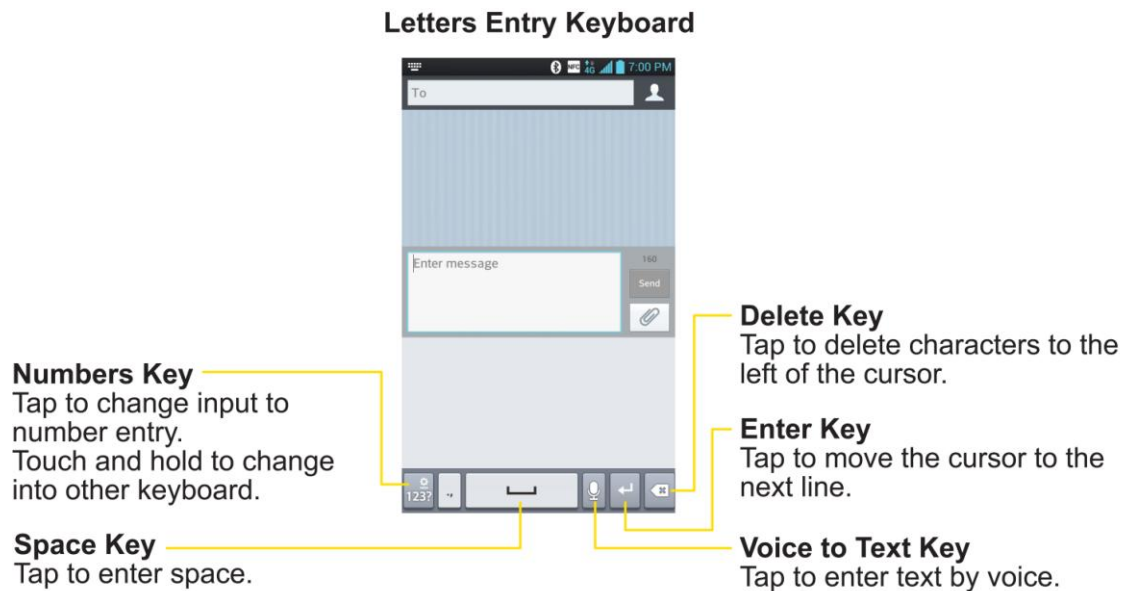 Letters Entry Keyboard
NFC 4G 7:00 PM
To
Enter message
160
Send
Delete Key
Tap to delete characters to the
left of the cursor.
Numbers Key
Tap to change input to
number entry.
Touch and hold to change
into other keyboard.
Enter Key
Tap to move the cursor to the
next line.
123?
.,
Space Key
Tap to enter space.
Voice to Text Key
Tap to enter text by voice.